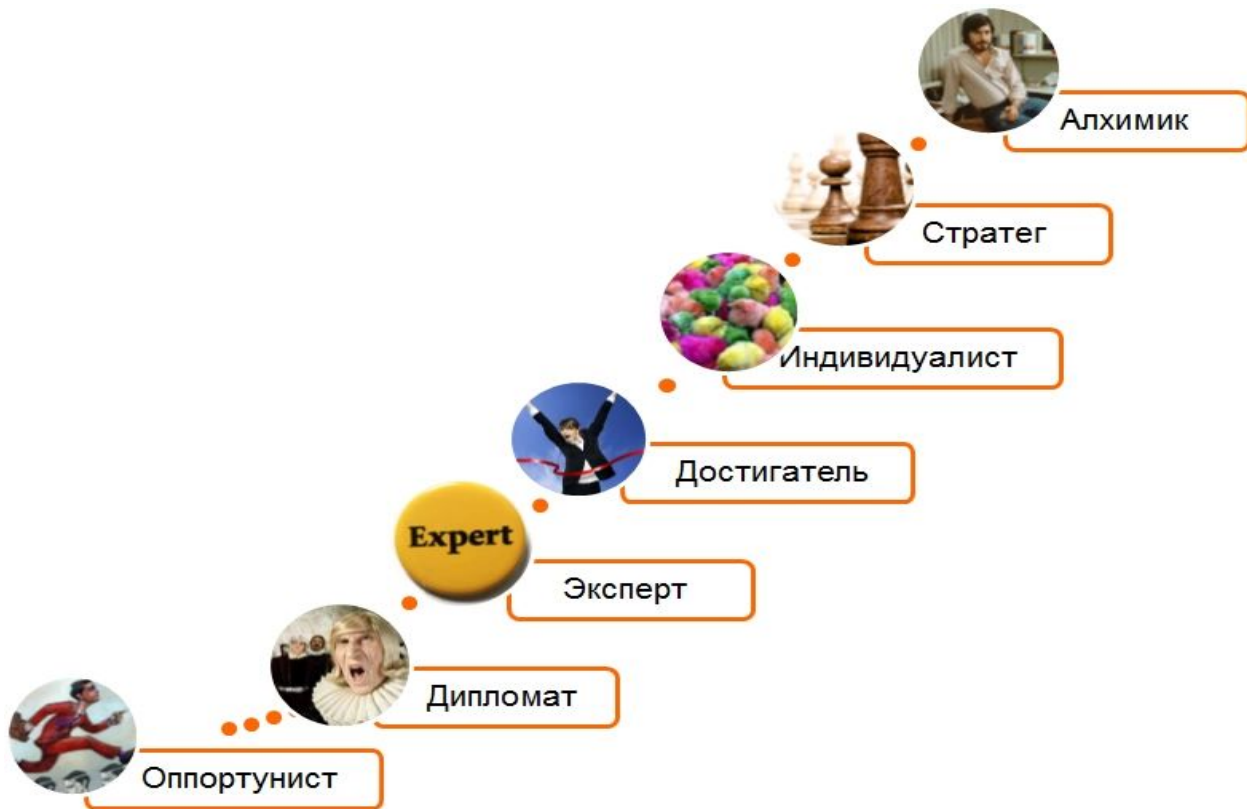 Алхимик
Стратег
Индивидуалист
Достигатель
Expert
Эксперт
Дипломат
Оппортунист